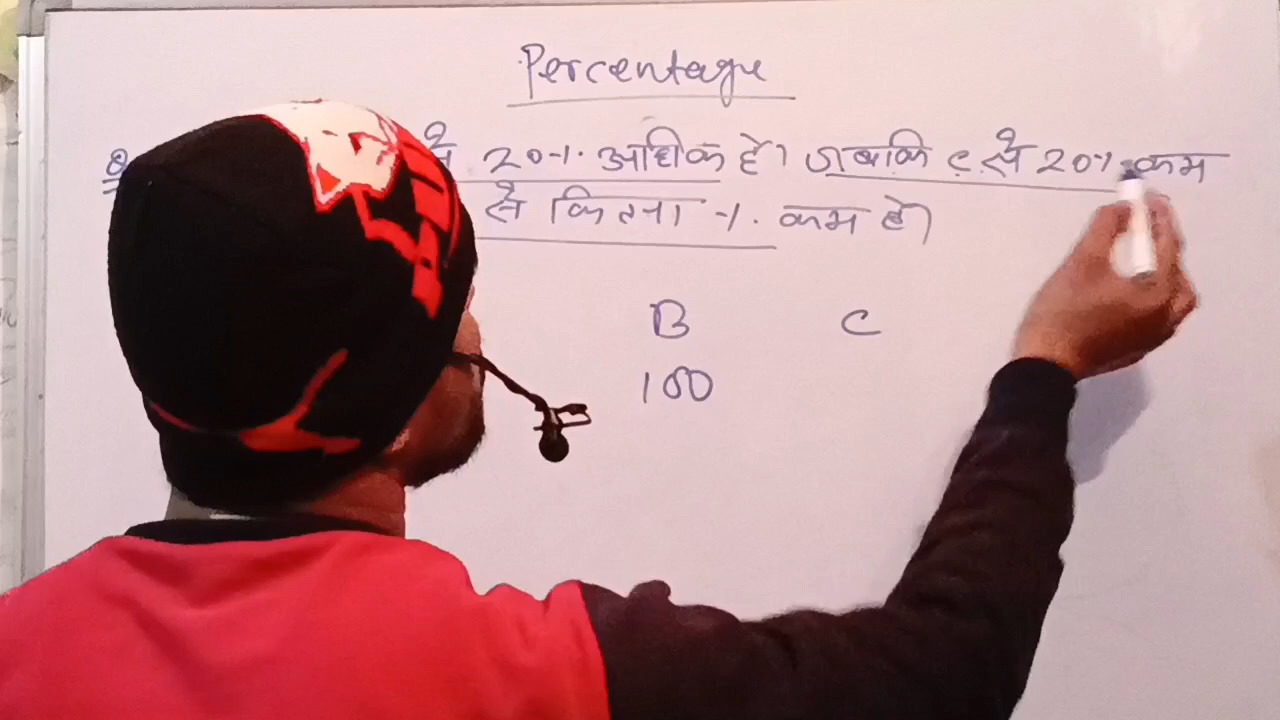 Percentage
Q से 20% अधिक है। जबकि C से 20% कम
से कितना % कम है।
B C
100